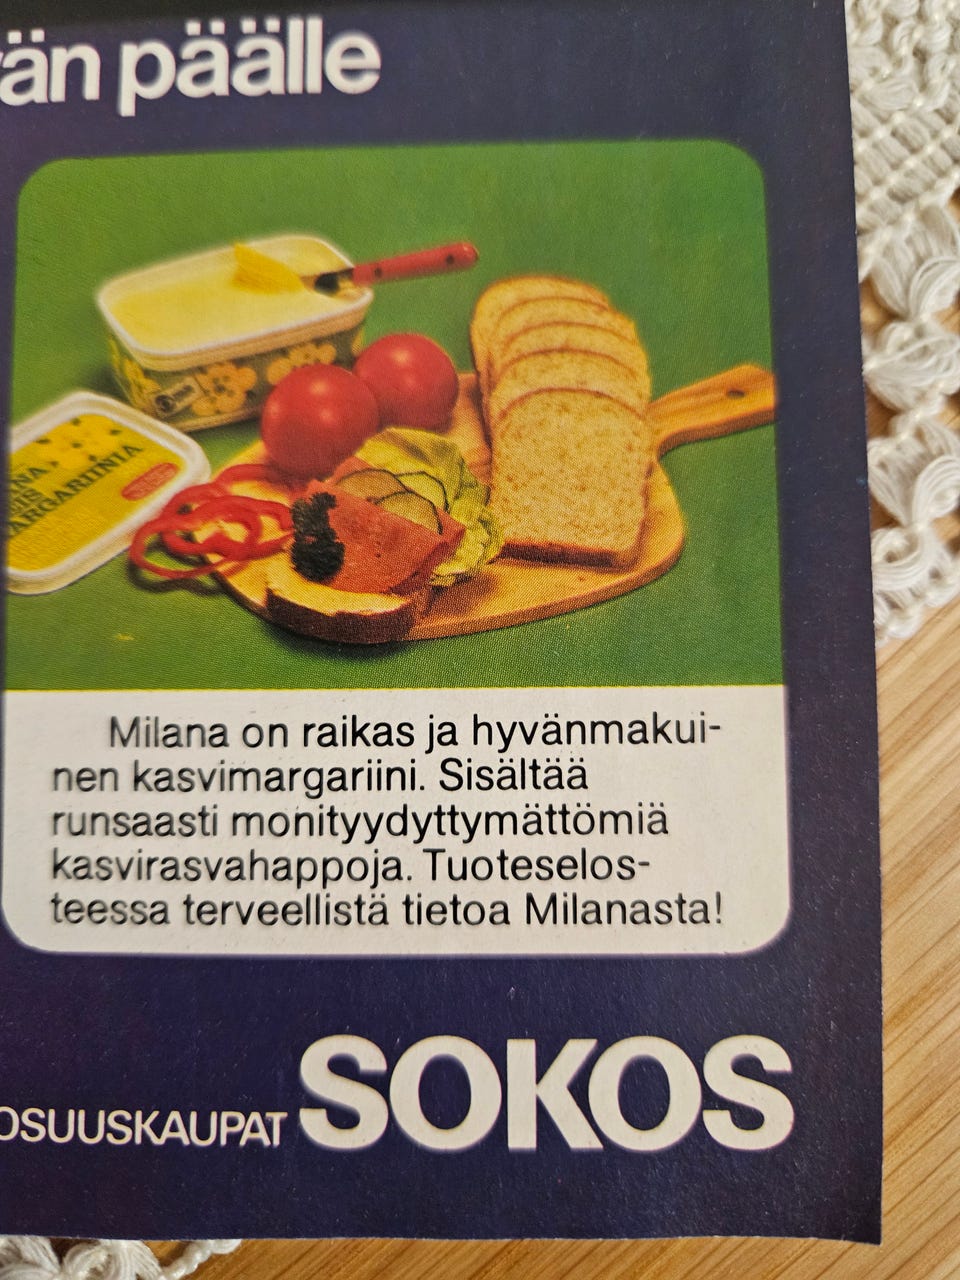 än päälle
MARGARIINIA
Milana on raikas ja hyvänmakui-
nen kasvimargariini. Sisältää
runsaasti monityydyttymättömiä
kasvirasvahappoja. Tuoteselos-
teessa terveellistä tietoa Milanasta!
OSUUSKAUPAT SOKOS